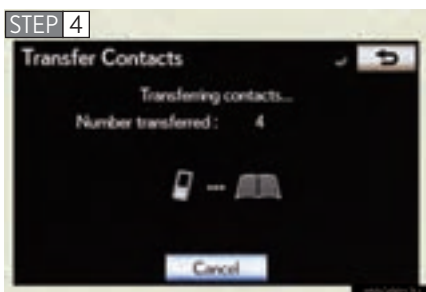 STEP 4
Transfer Contacts
Transferring contacts...
Number transferred : 4
Cancel